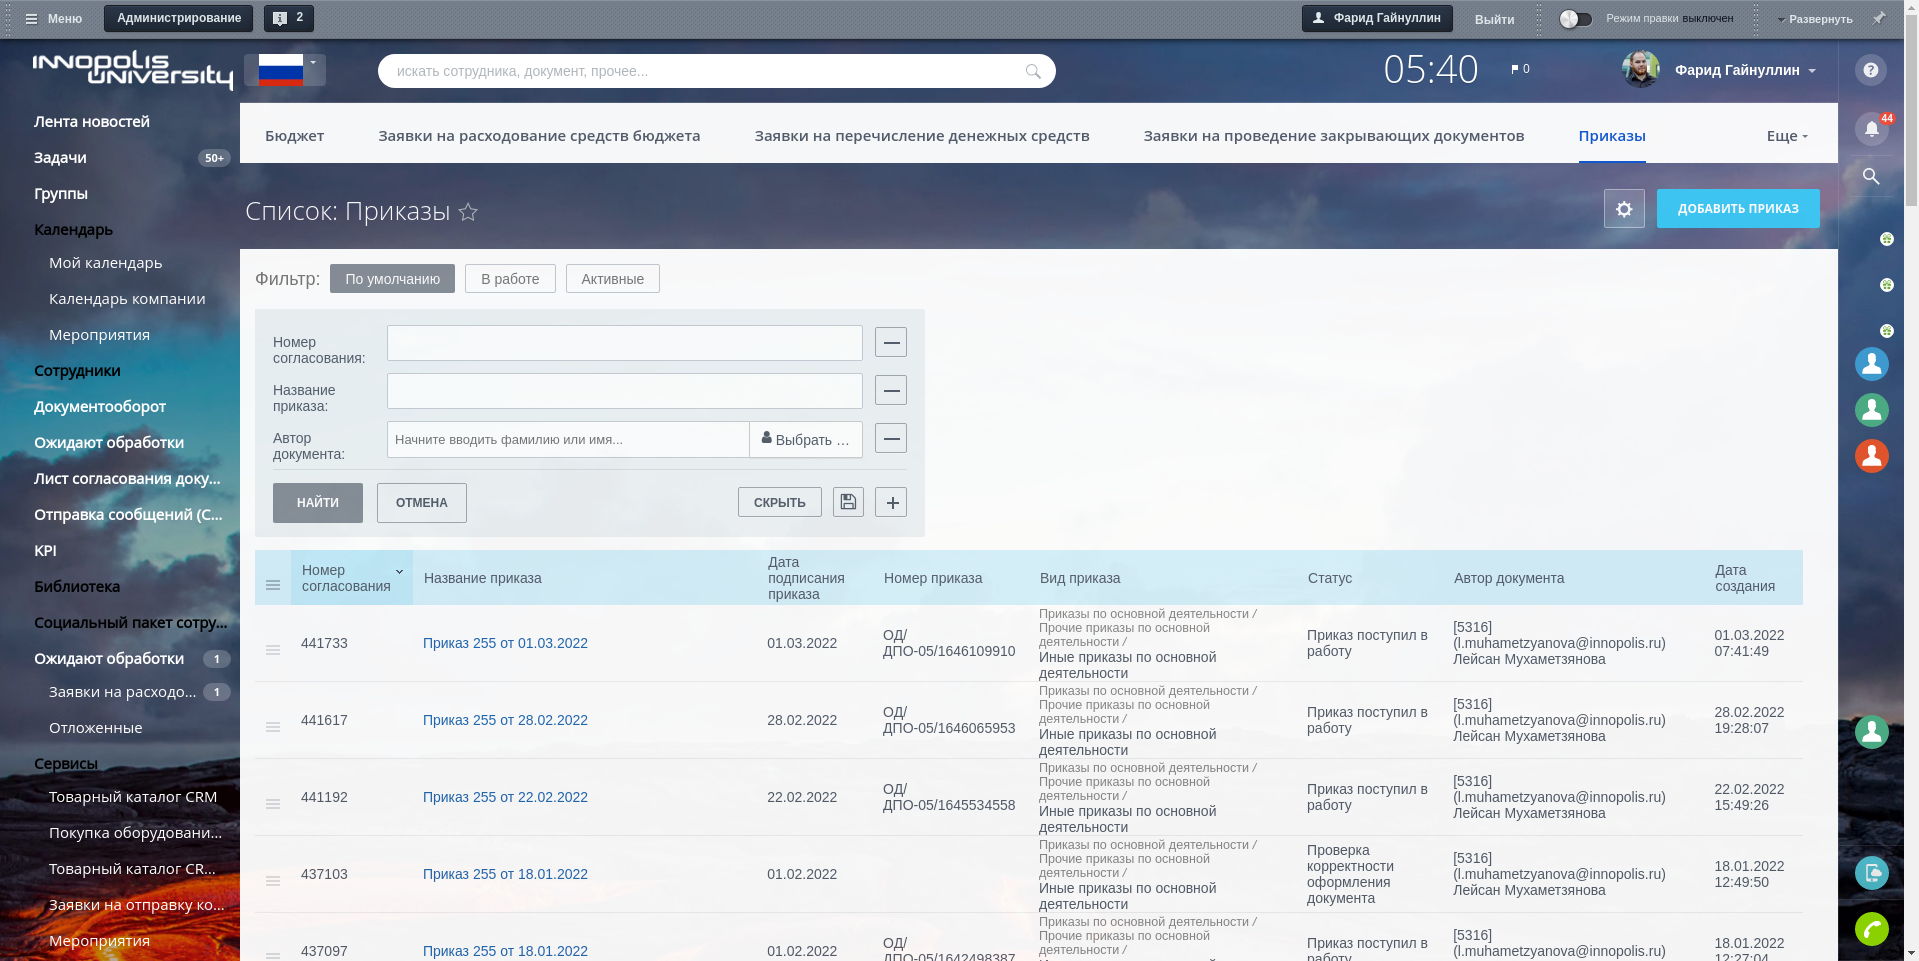 Меню
Администрирование
2
Фарид Гайнуллин
Выйти
Режим правки выключен
Развернуть
INNOPOLIS
UNIVERSITY
искать сотрудника, документ, прочее...
05:40
0
Фарид Гайнуллин
44
Лента новостей
Задачи 50+
Группы
Календарь
Мой календарь
Календарь компании
Мероприятия
Сотрудники
Документооборот
Ожидают обработки
Лист согласования доку...
Отправка сообщений (С...
KPI
Библиотека
Социальный пакет сотру...
Ожидают обработки 1
Заявки на расходо... 1
Отложенные
Сервисы
Товарный каталог CRM
Покупка оборудовани...
Товарный каталог CR...
Заявки на отправку ко...
Мероприятия
Бюджет
Заявки на расходование средств бюджета
Заявки на перечисление денежных средств
Заявки на проведение закрывающих документов
Приказы
Еще
Список: Приказы
ДОБАВИТЬ ПРИКАЗ
Фильтр:
По умолчанию
В работе
Активные
Номер
согласования:
Название
приказа:
Автор
документа:
Начните вводить фамилию или имя...
Выбрать ...
НАЙТИ
ОТМЕНА
СКРЫТЬ
Номер
согласования
Название приказа
Дата
подписания
приказа
Номер приказа
Вид приказа
Статус
Автор документа
Дата
создания
441733
Приказ 255 от 01.03.2022
01.03.2022
ОД/
ДПО-05/1646109910
Приказы по основной деятельности /
Прочие приказы по основной
деятельности /
Иные приказы по основной
деятельности
Приказ поступил в
работу
[5316]
(l.muhametzyanova@innopolis.ru)
Лейсан Мухаметзянова
01.03.2022
07:41:49
441617
Приказ 255 от 28.02.2022
28.02.2022
ОД/
ДПО-05/1646065953
Приказы по основной деятельности /
Прочие приказы по основной
деятельности /
Иные приказы по основной
деятельности
Приказ поступил в
работу
[5316]
(l.muhametzyanova@innopolis.ru)
Лейсан Мухаметзянова
28.02.2022
19:28:07
441192
Приказ 255 от 22.02.2022
22.02.2022
ОД/
ДПО-05/1645534558
Приказы по основной деятельности /
Прочие приказы по основной
деятельности /
Иные приказы по основной
деятельности
Приказ поступил в
работу
[5316]
(l.muhametzyanova@innopolis.ru)
Лейсан Мухаметзянова
22.02.2022
15:49:26
437103
Приказ 255 от 18.01.2022
01.02.2022
Приказы по основной деятельности /
Прочие приказы по основной
деятельности /
Иные приказы по основной
деятельности
Проверка
корректности
оформления
документа
[5316]
(l.muhametzyanova@innopolis.ru)
Лейсан Мухаметзянова
18.01.2022
12:49:50
437097
Приказ 255 от 18.01.2022
01.02.2022
ОД/
ДПО-05/1642498387
Приказы по основной деятельности /
Прочие приказы по основной
деятельности /
Приказ поступил в
работу
[5316]
(l.muhametzyanova@innopolis.ru)
18.01.2022
12:27:04